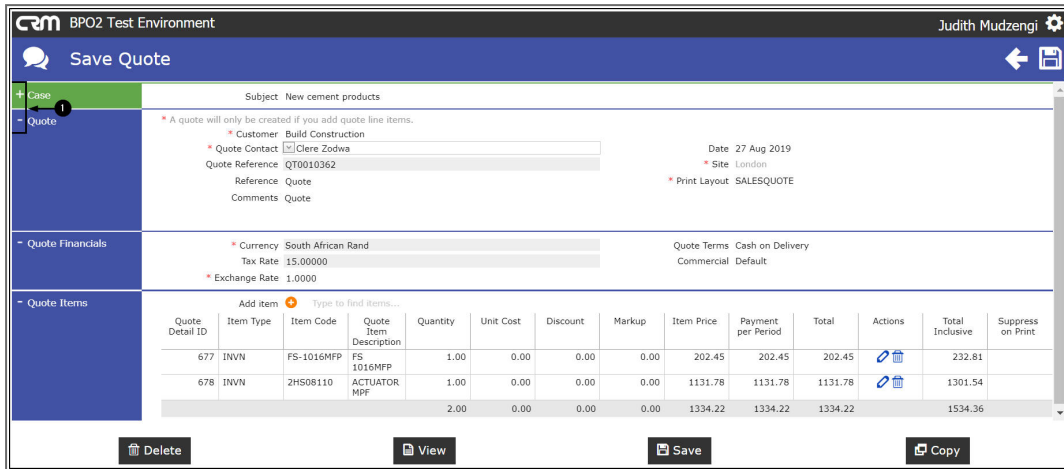 CRM BPO2 Test Environment Judith Mudzengi
Save Quote
+ Case Subject New cement products
1
- Quote * A quote will only be created if you add quote line items.
* Customer Build Construction
* Quote Contact Clere Zodwa Date 27 Aug 2019
Quote Reference QT0010362 * Site London
Reference Quote * Print Layout SALESQUOTE
Comments Quote
- Quote Financials * Currency South African Rand Quote Terms Cash on Delivery
Tax Rate 15.00000 Commercial Default
* Exchange Rate 1.0000
- Quote Items Add item Type to find items...
Quote Detail ID Item Type Item Code Quote Item Description Quantity Unit Cost Discount Markup Item Price Payment per Period Total Actions Total Inclusive Suppress on Print
677 INVN FS-1016MFP FS 1016MFP 1.00 0.00 0.00 0.00 202.45 202.45 202.45 232.81
678 INVN 2HS08110 ACTUATOR MPF 1.00 0.00 0.00 0.00 1131.78 1131.78 1131.78 1301.54
2.00 0.00 0.00 0.00 1334.22 1334.22 1334.22 1534.36
Delete View Save Copy